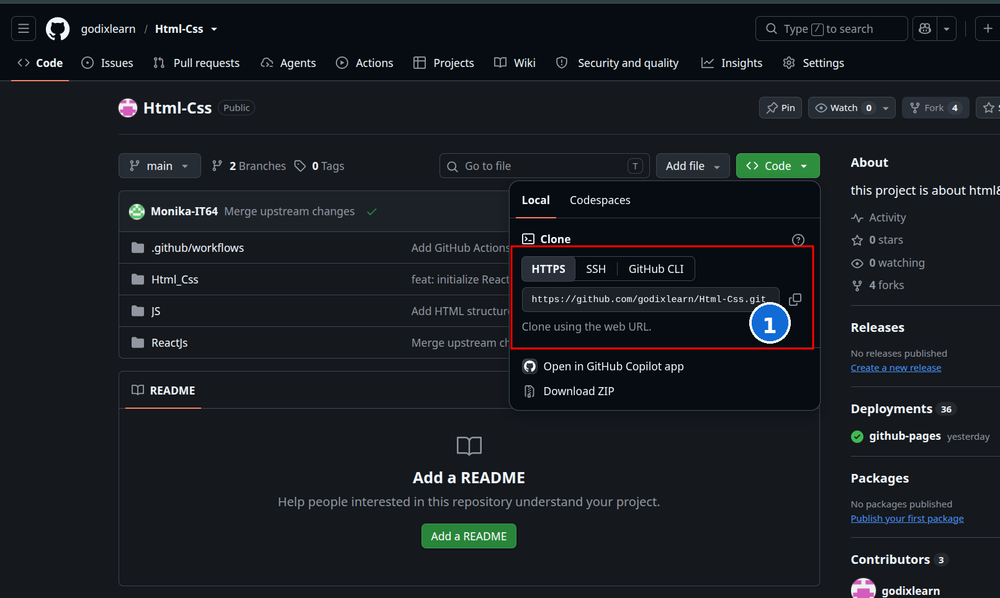 godixlearn / Html-Css
Type / to search
Code Issues Pull requests Agents Actions Projects Wiki Security and quality Insights Settings
Html-Css Public
Pin Watch 0 Fork 4
main 2 Branches 0 Tags Go to file T Add file Code
Monika-IT64 Merge upstream changes
.github/workflows Add GitHub Actions
Html_Css feat: initialize React
JS Add HTML structure
ReactJs Merge upstream ch
Local Codespaces
Clone
HTTPS SSH GitHub CLI
https://github.com/godixlearn/Html-Css.git
Clone using the web URL.
1
Open in GitHub Copilot app
Download ZIP
README
Add a README
Help people interested in this repository understand your project.
Add a README
About
this project is about html&
Activity
0 stars
0 watching
4 forks
Releases
No releases published
Create a new release
Deployments 36
github-pages yesterday
Packages
No packages published
Publish your first package
Contributors 3
godixlearn